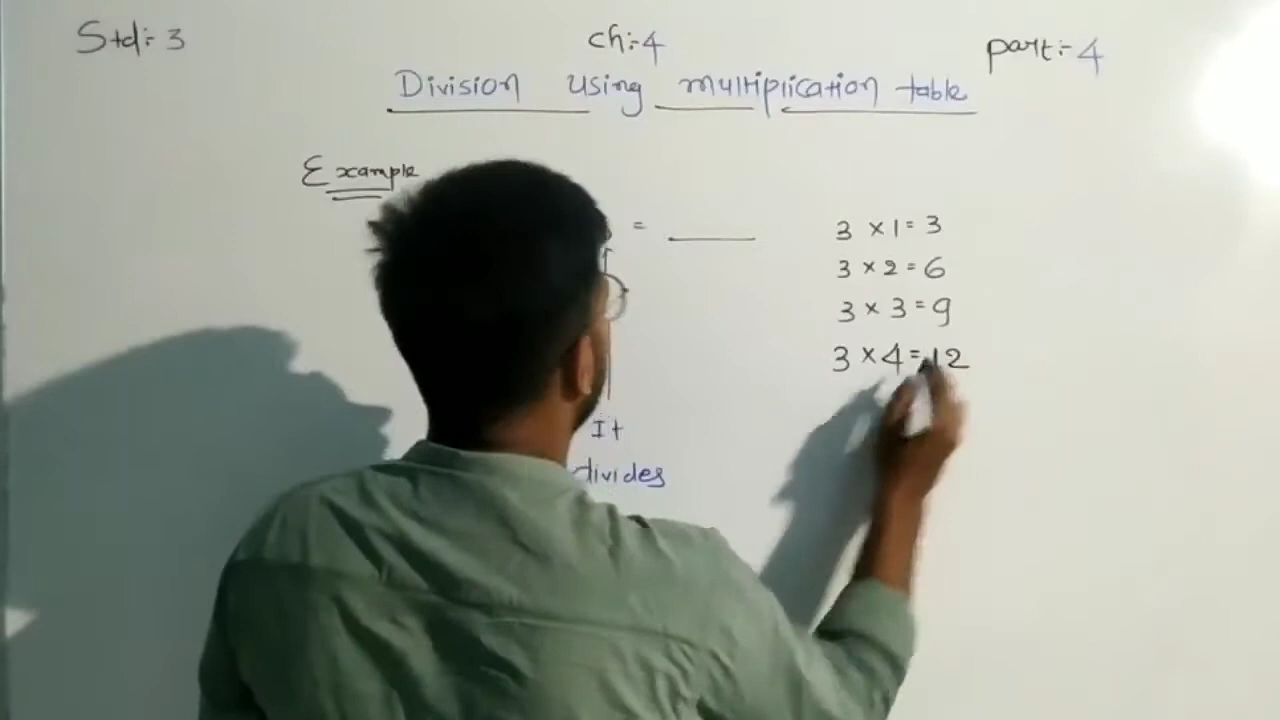 Std:- 3
ch:-4
part:- 4
Division using multiplication table
Example
= ____
3 × 1 = 3
3 × 2 = 6
3 × 3 = 9
3 × 4 = 12
It
divides